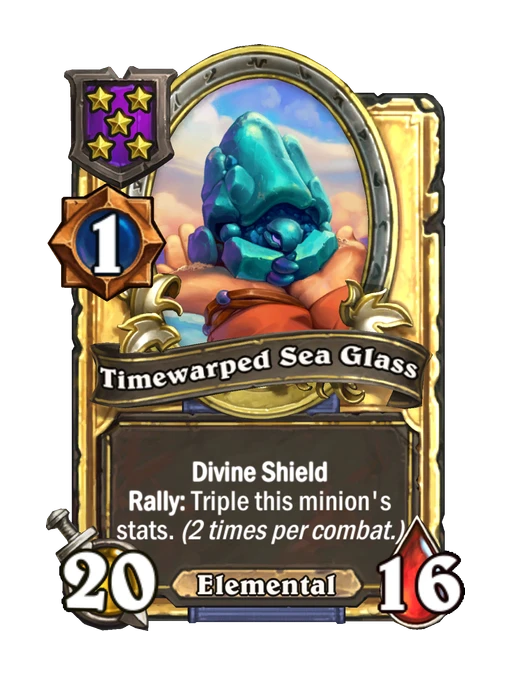 1
Timewarped Sea Glass
Divine Shield
Rally: Triple this minion's
stats. (2 times per combat.)
20
Elemental
16